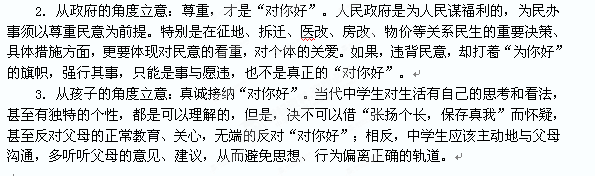 2. 从政府的角度立意：尊重，才是“对你好”。人民政府是为人民谋福利的，为民办
事须以尊重民意为前提。特别是在征地、拆迁、医改、房改、物价等关系民生的重要决策、
具体措施方面，更要体现对民意的看重，对个体的关爱。如果，违背民意，却打着“为你好”
的旗帜，强行其事，只能是事与愿违，也不是真正的“对你好”。
3. 从孩子的角度立意：真诚接纳“对你好”。当代中学生对生活有自己的思考和看法，
甚至有独特的个性，都是可以理解的，但是，决不可以借“张扬个长，保存真我”而怀疑，
甚至反对父母的正常教育、关心，无端的反对“对你好”；相反，中学生应该主动地与父母
沟通，多听听父母的意见、建议，从而避免思想、行为偏离正确的轨道。